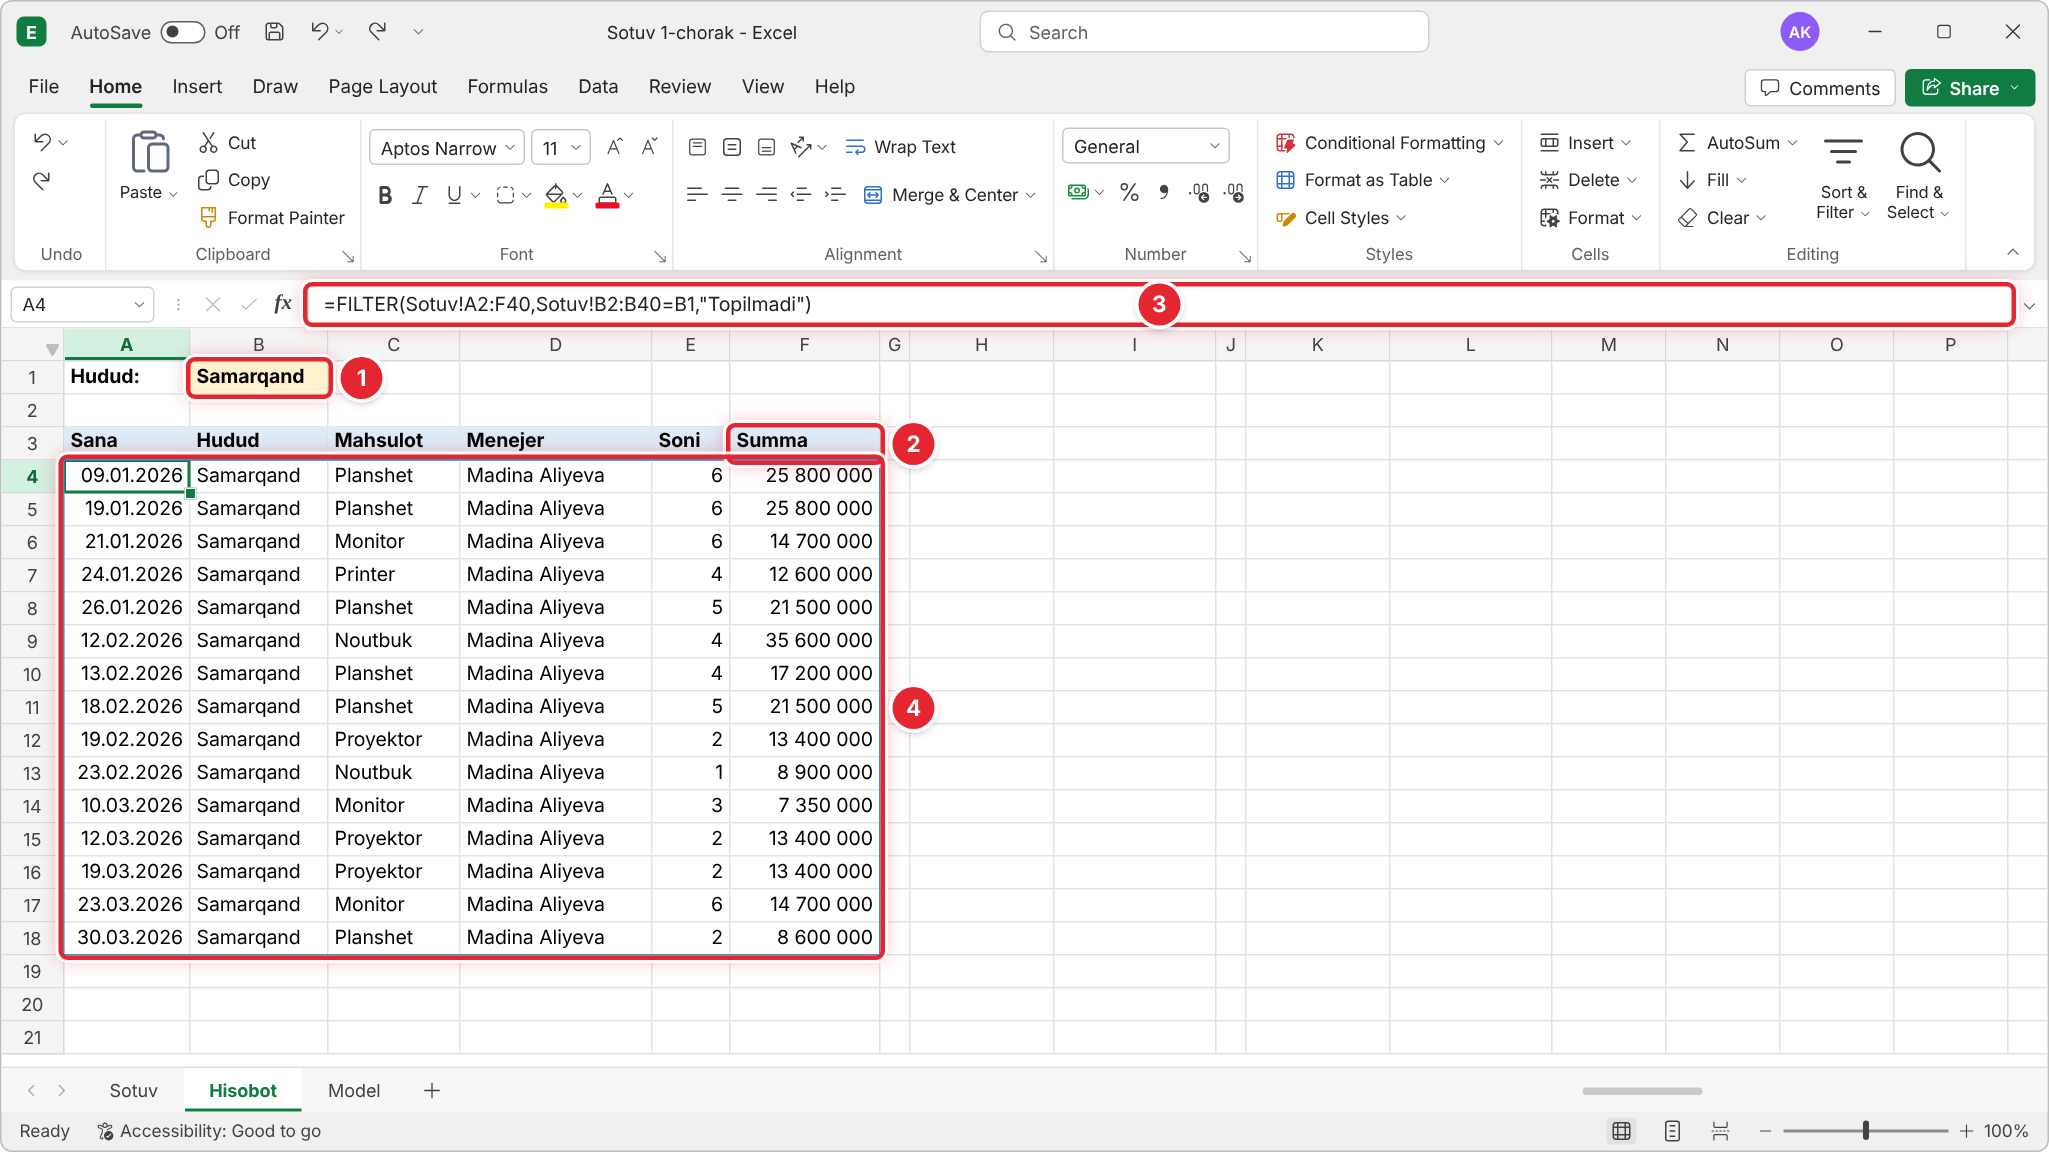 E AutoSave Off Sotuv 1-chorak - Excel Search AK
File Home Insert Draw Page Layout Formulas Data Review View Help Comments Share
Paste Cut Aptos Narrow 11 Wrap Text General Conditional Formatting Insert AutoSum
Copy Format as Table Delete Fill Sort & Filter Find & Select
Format Painter B I U A Merge & Center % Cell Styles Format Clear
Undo Clipboard Font Alignment Number Styles Cells Editing
A4 fx =FILTER(Sotuv!A2:F40,Sotuv!B2:B40=B1,"Topilmadi") 3
A B C D E F G H I J K L M N O P
1 Hudud: Samarqand 1
2
3 Sana Hudud Mahsulot Menejer Soni Summa 2
4 09.01.2026 Samarqand Planshet Madina Aliyeva 6 25 800 000
5 19.01.2026 Samarqand Planshet Madina Aliyeva 6 25 800 000
6 21.01.2026 Samarqand Monitor Madina Aliyeva 6 14 700 000
7 24.01.2026 Samarqand Printer Madina Aliyeva 4 12 600 000
8 26.01.2026 Samarqand Planshet Madina Aliyeva 5 21 500 000
9 12.02.2026 Samarqand Noutbuk Madina Aliyeva 4 35 600 000
10 13.02.2026 Samarqand Planshet Madina Aliyeva 4 17 200 000
11 18.02.2026 Samarqand Planshet Madina Aliyeva 5 21 500 000 4
12 19.02.2026 Samarqand Proyektor Madina Aliyeva 2 13 400 000
13 23.02.2026 Samarqand Noutbuk Madina Aliyeva 1 8 900 000
14 10.03.2026 Samarqand Monitor Madina Aliyeva 3 7 350 000
15 12.03.2026 Samarqand Proyektor Madina Aliyeva 2 13 400 000
16 19.03.2026 Samarqand Proyektor Madina Aliyeva 2 13 400 000
17 23.03.2026 Samarqand Monitor Madina Aliyeva 6 14 700 000
18 30.03.2026 Samarqand Planshet Madina Aliyeva 2 8 600 000
19
20
21
Sotuv Hisobot Model
Ready Accessibility: Good to go 100%